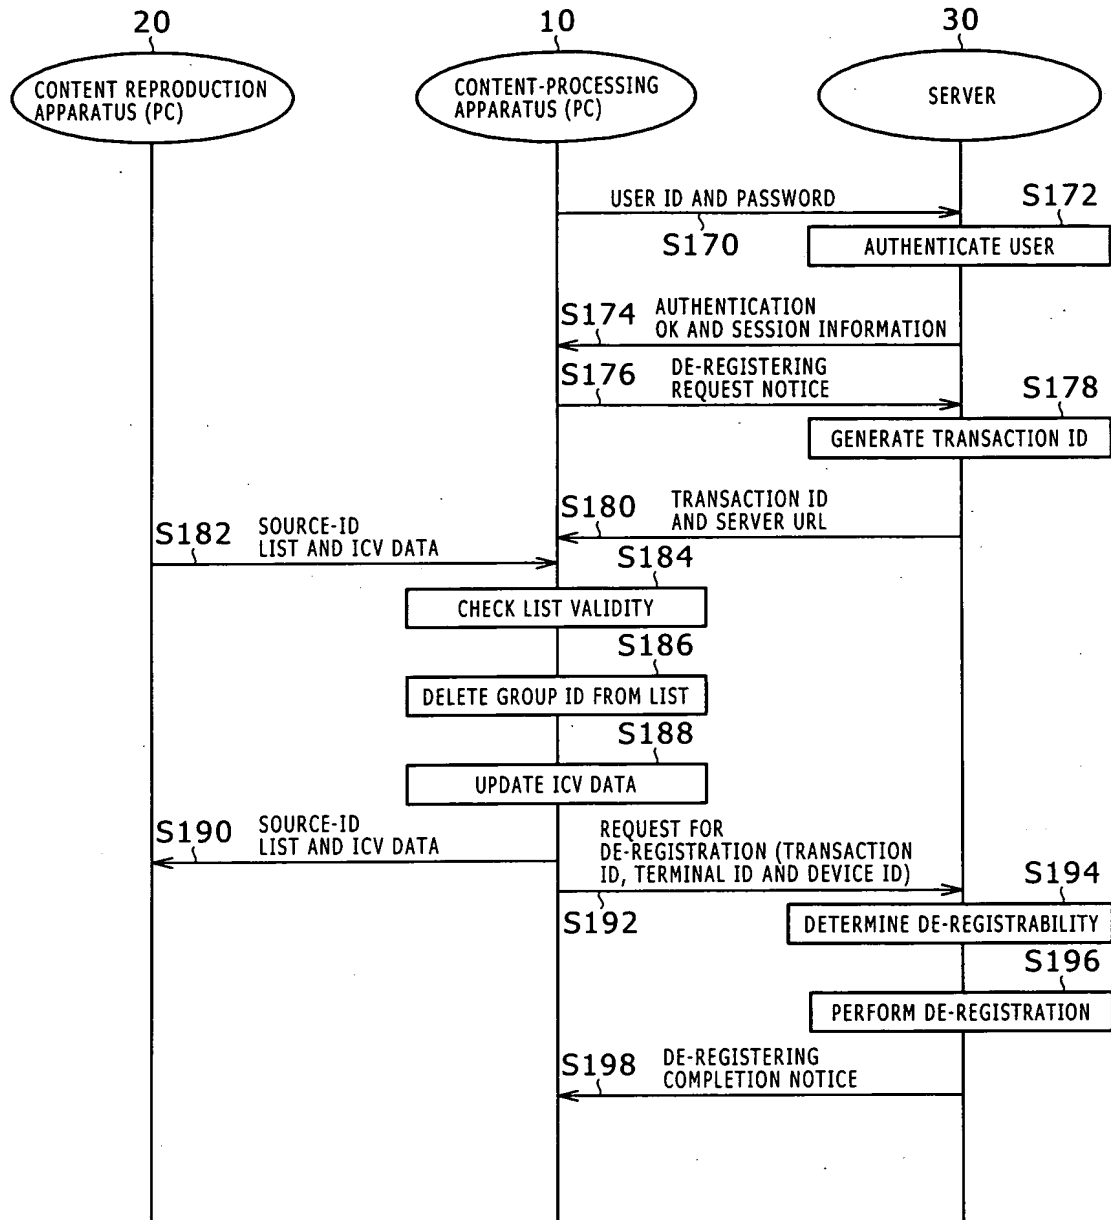 20
10
30
CONTENT REPRODUCTION
APPARATUS (PC)
CONTENT-PROCESSING
APPARATUS (PC)
SERVER
USER ID AND PASSWORD
S170
S172
AUTHENTICATE USER
S174
AUTHENTICATION
OK AND SESSION INFORMATION
S176
DE-REGISTERING
REQUEST NOTICE
S178
GENERATE TRANSACTION ID
S180
TRANSACTION ID
AND SERVER URL
S182
SOURCE-ID
LIST AND ICV DATA
S184
CHECK LIST VALIDITY
S186
DELETE GROUP ID FROM LIST
S188
UPDATE ICV DATA
S190
SOURCE-ID
LIST AND ICV DATA
REQUEST FOR
DE-REGISTRATION (TRANSACTION
ID, TERMINAL ID AND DEVICE ID)
S192
S194
DETERMINE DE-REGISTRABILITY
S196
PERFORM DE-REGISTRATION
S198
DE-REGISTERING
COMPLETION NOTICE